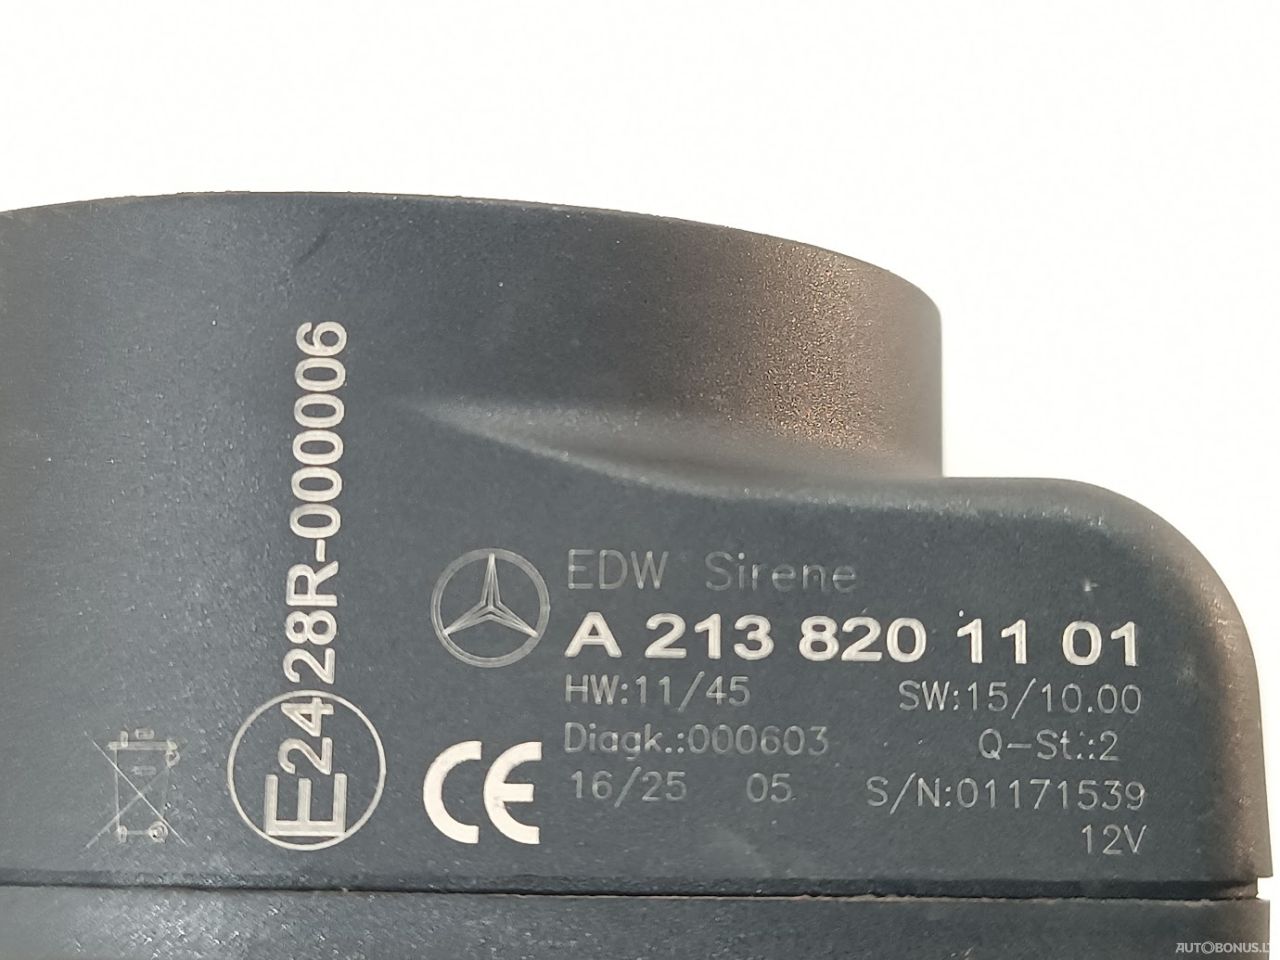 E24 28R-000006
EDW Sirene
A 213 820 11 01
HW:11/45 SW:15/10.00
Diagk.:000603 Q-St.:2
16/25 05 S/N:01171539
CE 12V
AUTOBONUS.LT